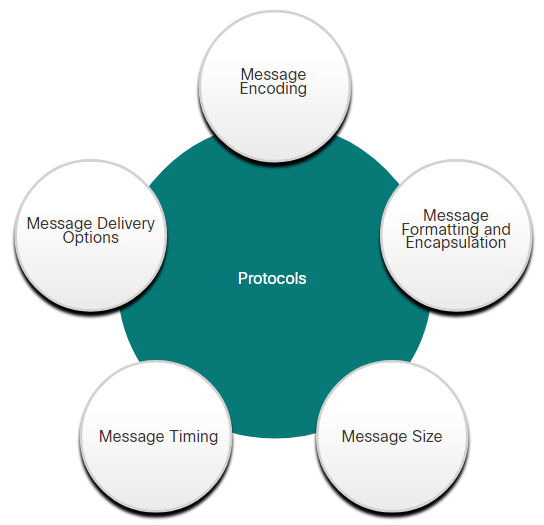 Message
Encoding
Message Delivery
Options
Message
Formatting and
Encapsulation
Protocols
Message Timing
Message Size